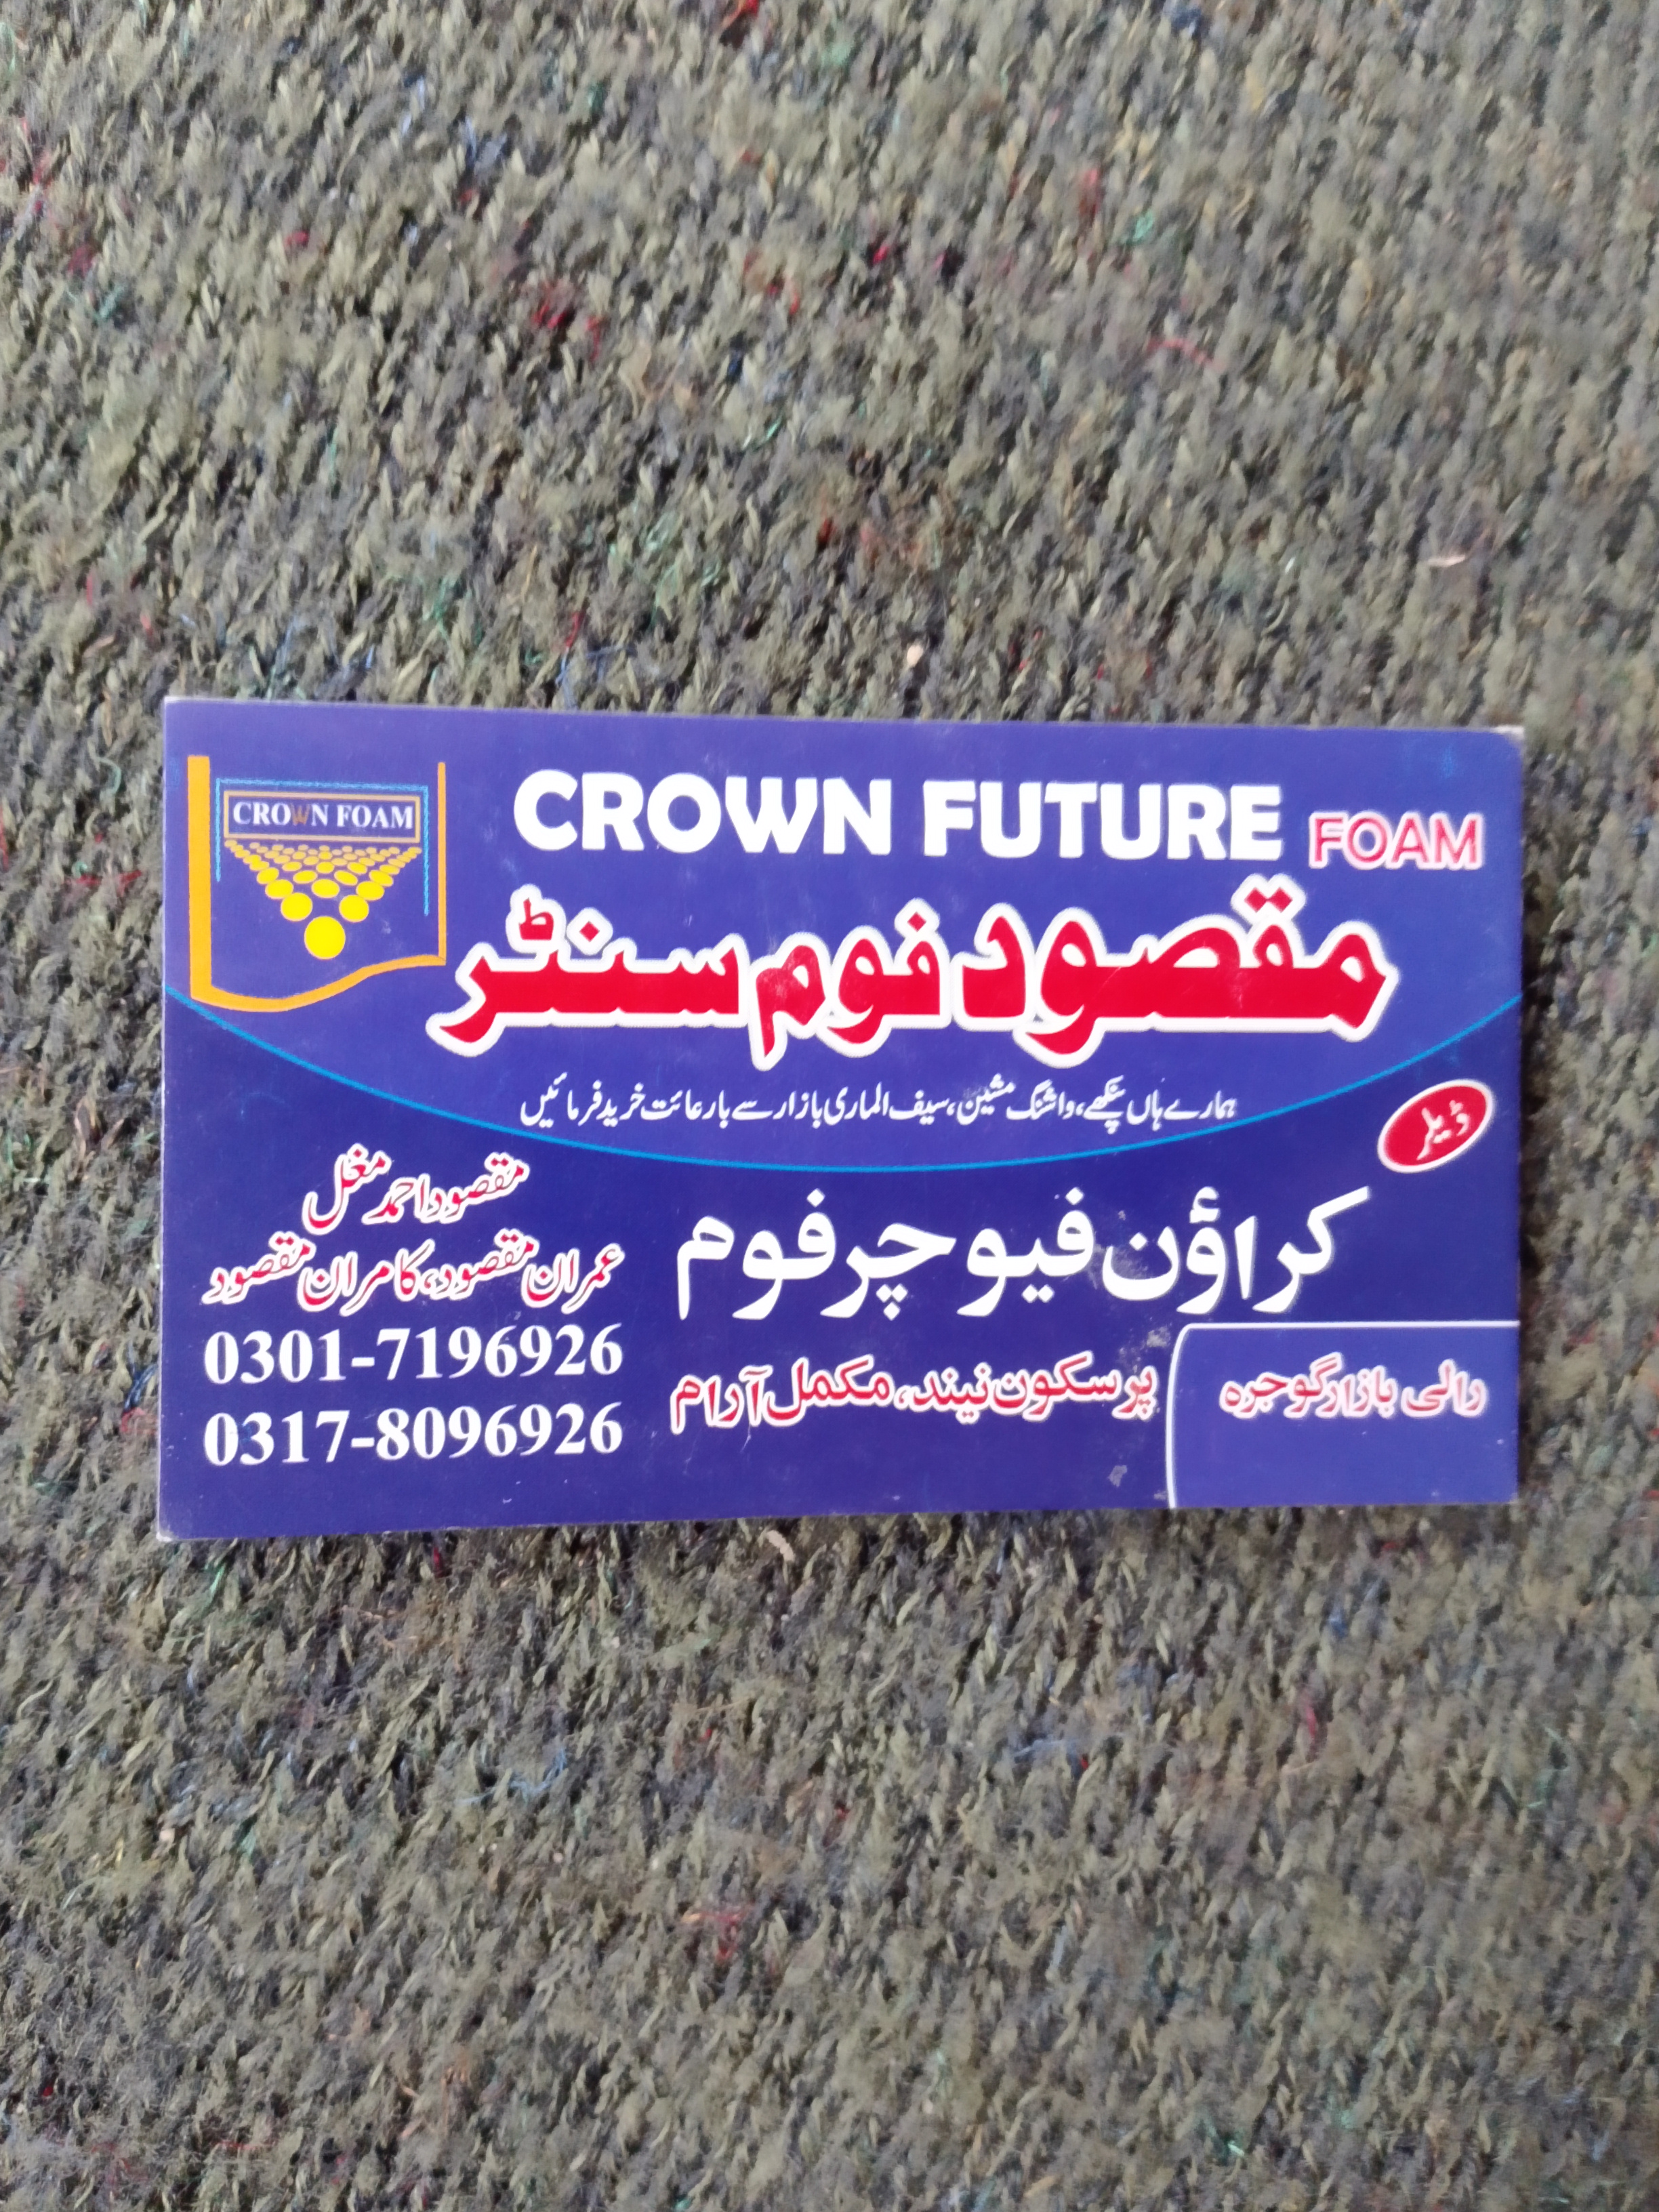 CROWN FOAM
CROWN FUTURE FOAM
مقصود فوم سنٹر
ہمارے ہاں پنکھے، واشنگ مشین، سیف الماری بازار سے بارعائت خرید فرمائیں
ڈیلر
کراؤن فیوچر فوم
پرسکون نیند، مکمل آرام
رالی بازار گوجرہ
مقصود احمد مغل
عمران مقصود، کامران مقصود
0301-7196926
0317-8096926